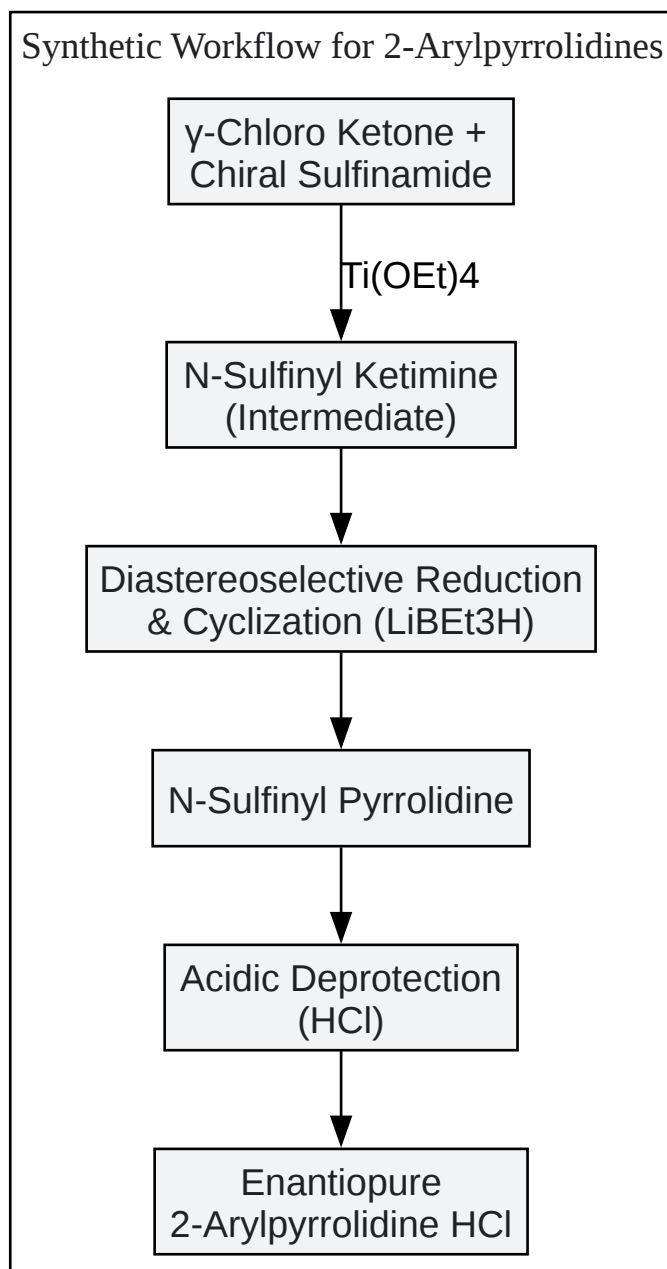 Synthetic Workflow for 2-Arylpyrrolidines
γ-Chloro Ketone +
Chiral Sulfinamide
Ti(OEt)4
N-Sulfinyl Ketimine
(Intermediate)
Diastereoselective Reduction
& Cyclization (LiBEt3H)
N-Sulfinyl Pyrrolidine
Acidic Deprotection
(HCl)
Enantiopure
2-Arylpyrrolidine HCl